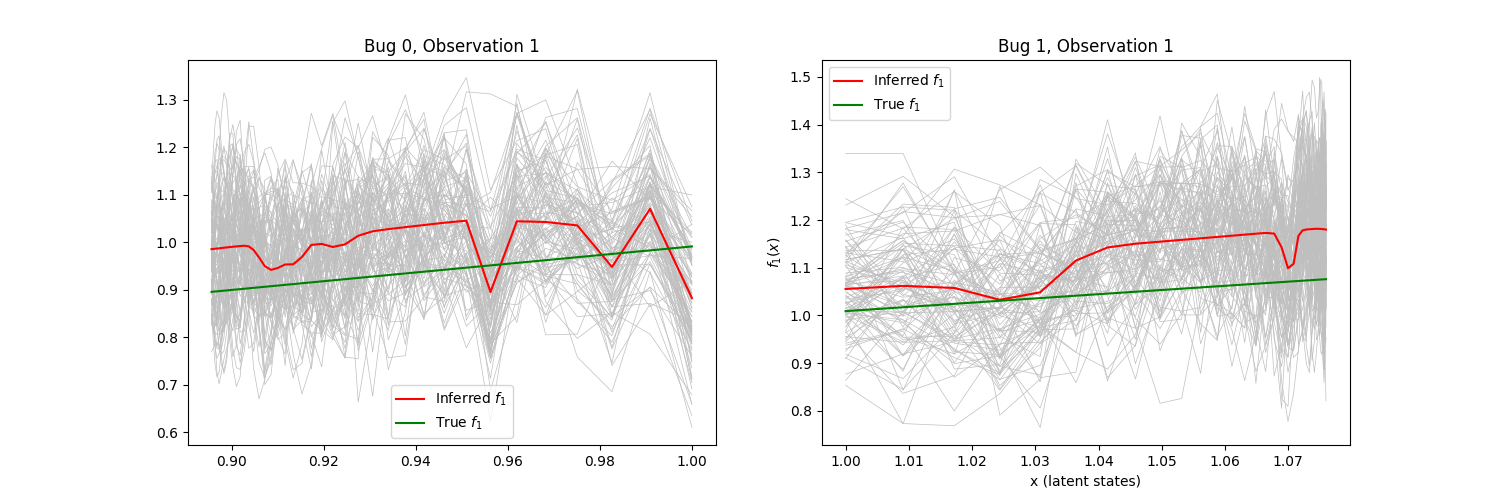 Bug 0, Observation 1
1.3
1.2
1.1
1.0
0.9
0.8
0.7
0.6
Inferred f₁
True f₁
0.90 0.92 0.94 0.96 0.98 1.00
Bug 1, Observation 1
f₁(x)
1.5
1.4
1.3
1.2
1.1
1.0
0.9
0.8
Inferred f₁
True f₁
1.00 1.01 1.02 1.03 1.04 1.05 1.06 1.07
x (latent states)